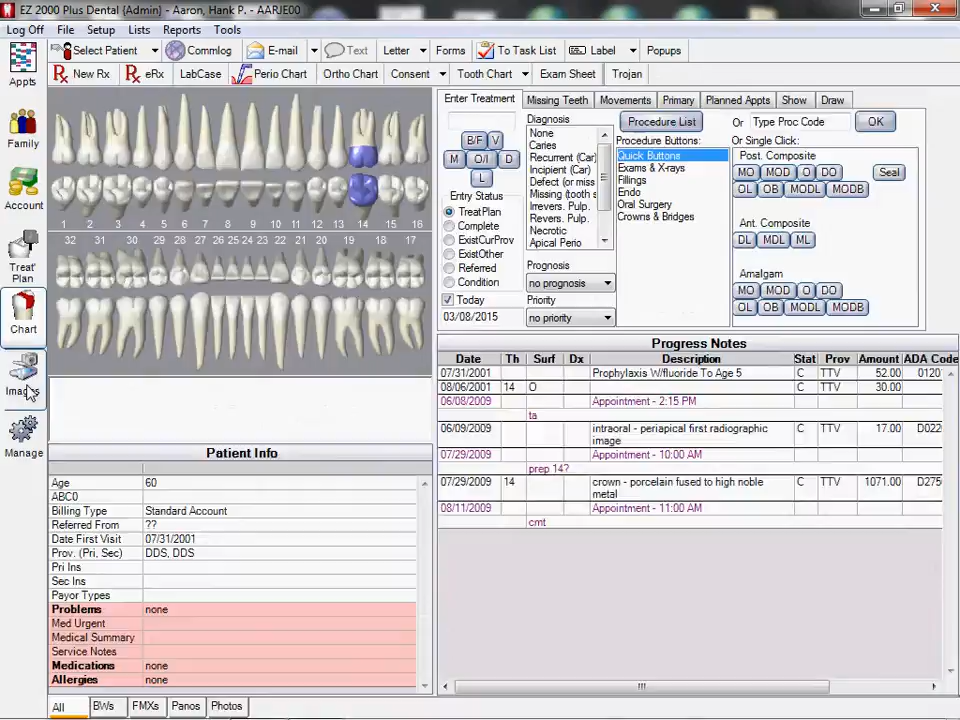 EZ 2000 Plus Dental {Admin} - Aaron, Hank P. - AARJE00
Log Off File Setup Lists Reports Tools
Select Patient Commlog E-mail Text Letter Forms To Task List Label Popups
New Rx eRx LabCase Perio Chart Ortho Chart Consent Tooth Chart Exam Sheet Trojan
Appts
Family
Account
Treat' Plan
Chart
Images
Manage
1 2 3 4 5 6 7 8 9 10 11 12 13 14 15 16
32 31 30 29 28 27 26 25 24 23 22 21 20 19 18 17
Enter Treatment Missing Teeth Movements Primary Planned Appts Show Draw
B/F V
M O/I D
L
Entry Status
TreatPlan
Complete
ExistCurProv
ExistOther
Referred
Condition
Today
03/08/2015
Diagnosis
None
Caries
Recurrent (Car)
Incipient (Car)
Defect (or miss
Missing (tooth s
Irrevers. Pulp.
Revers. Pulp.
Necrotic
Apical Perio
Prognosis
no prognosis
Priority
no priority
Procedure List Or Type Proc Code OK
Procedure Buttons:
Quick Buttons
Exams & X-rays
Fillings
Endo
Oral Surgery
Crowns & Bridges
Or Single Click:
Post. Composite
MO MOD O DO Seal
OL OB MODL MODB
Ant. Composite
DL MDL ML
Amalgam
MO MOD O DO
OL OB MODL MODB
Progress Notes
Date Th Surf Dx Description Stat Prov Amount ADA Code
07/31/2001 Prophylaxis W/fluoride To Age 5 C TTV 52.00 0120
08/06/2001 14 O C TTV 30.00
06/08/2009 Appointment - 2:15 PM
ta
06/09/2009 intraoral - periapical first radiographic C TTV 17.00 D022
image
07/29/2009 Appointment - 10:00 AM
prep 14?
07/29/2009 14 crown - porcelain fused to high noble C TTV 1071.00 D275
metal
08/11/2009 Appointment - 11:00 AM
cmt
Patient Info
Age 60
ABC0
Billing Type Standard Account
Referred From ??
Date First Visit 07/31/2001
Prov. (Pri, Sec) DDS, DDS
Pri Ins
Sec Ins
Payor Types
Problems none
Med Urgent
Medical Summary
Service Notes
Medications none
Allergies none
All BWs FMXs Panos Photos